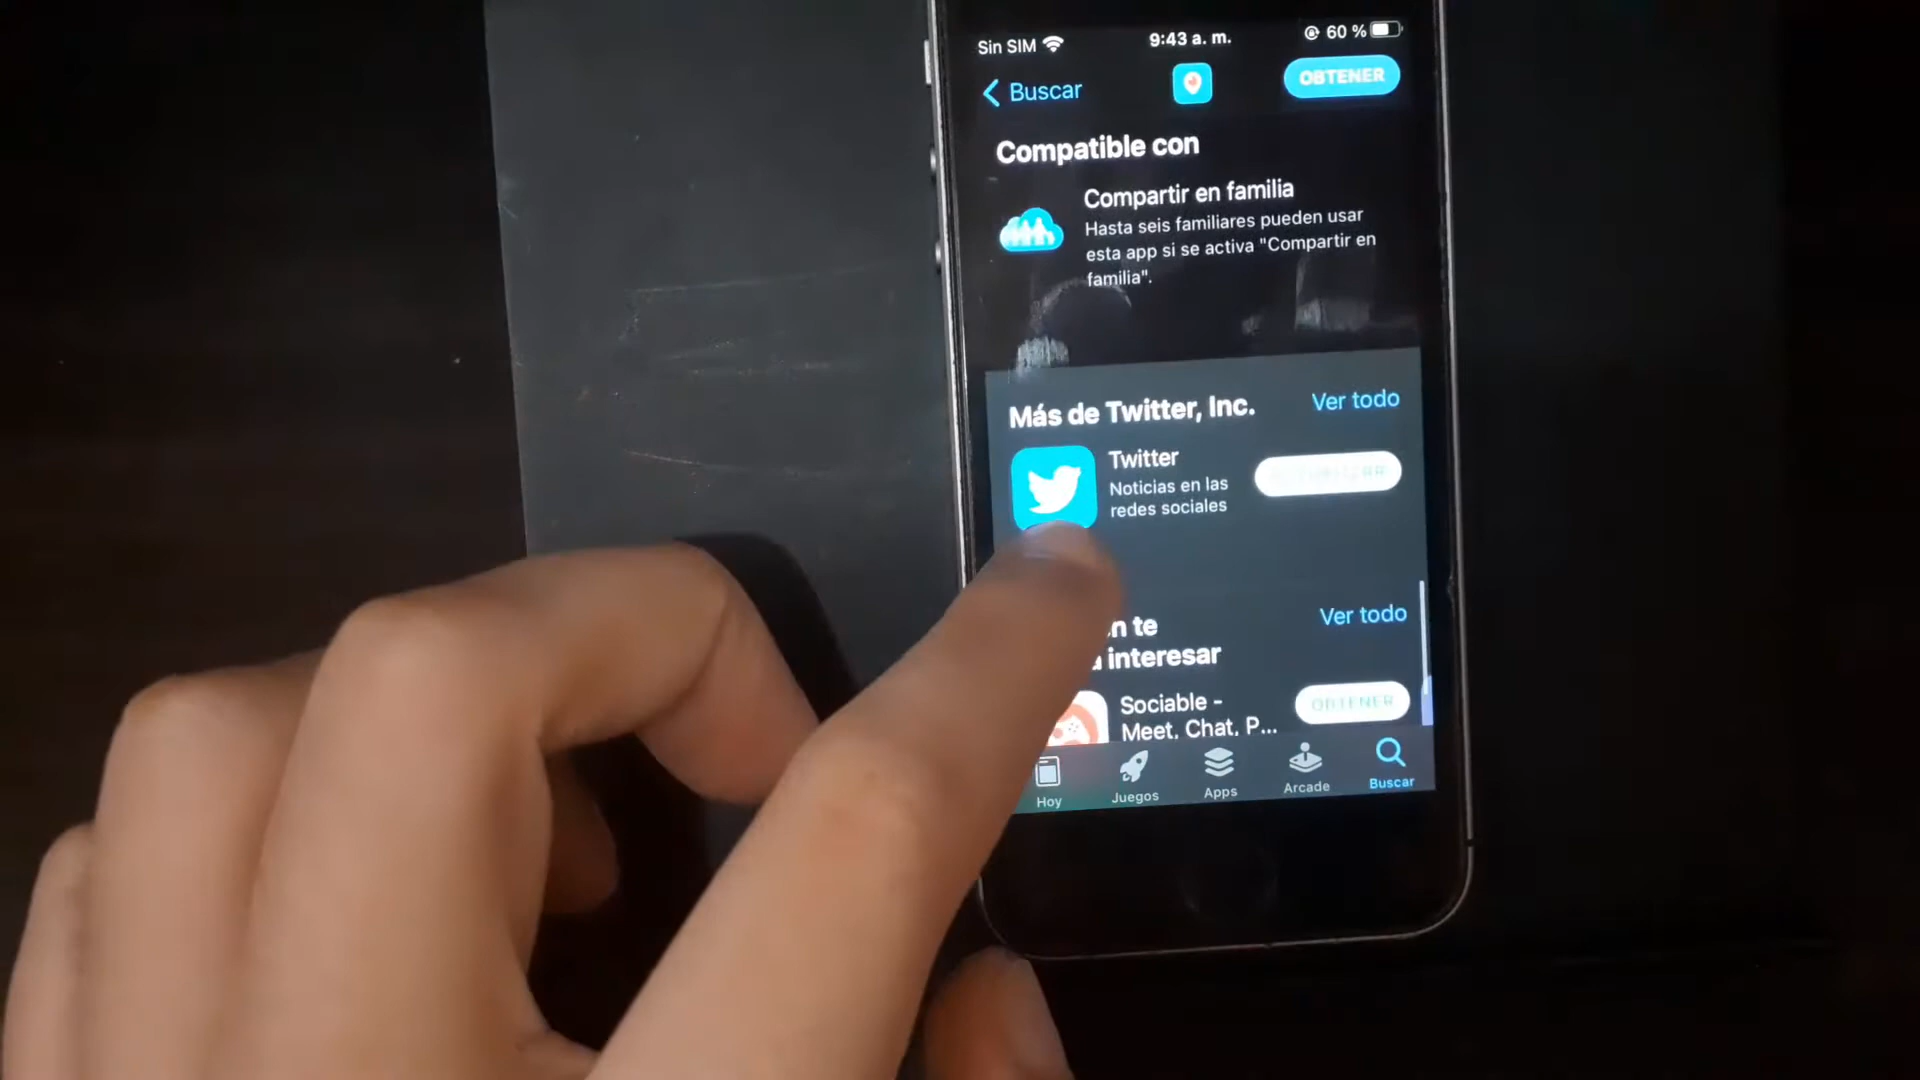 Sin SIM
9:43 a. m.
60 %
Buscar
OBTENER
Compatible con
Compartir en familia
Hasta seis familiares pueden usar
esta app si se activa "Compartir en
familia".
Más de Twitter, Inc.
Ver todo
Twitter
Noticias en las
redes sociales
Ver todo
n te
interesar
Sociable -
Meet, Chat, P...
OBTENER
Hoy
Juegos
Apps
Arcade
Buscar